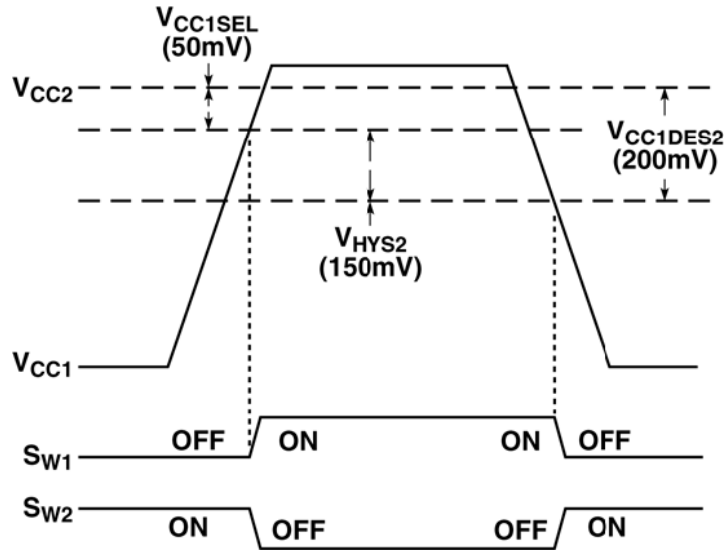 VCC1SEL
(50mV)
VCC2
VCC1DES2
(200mV)
VHYS2
(150mV)
VCC1
OFF ON ON OFF
SW1
SW2
ON OFF OFF ON